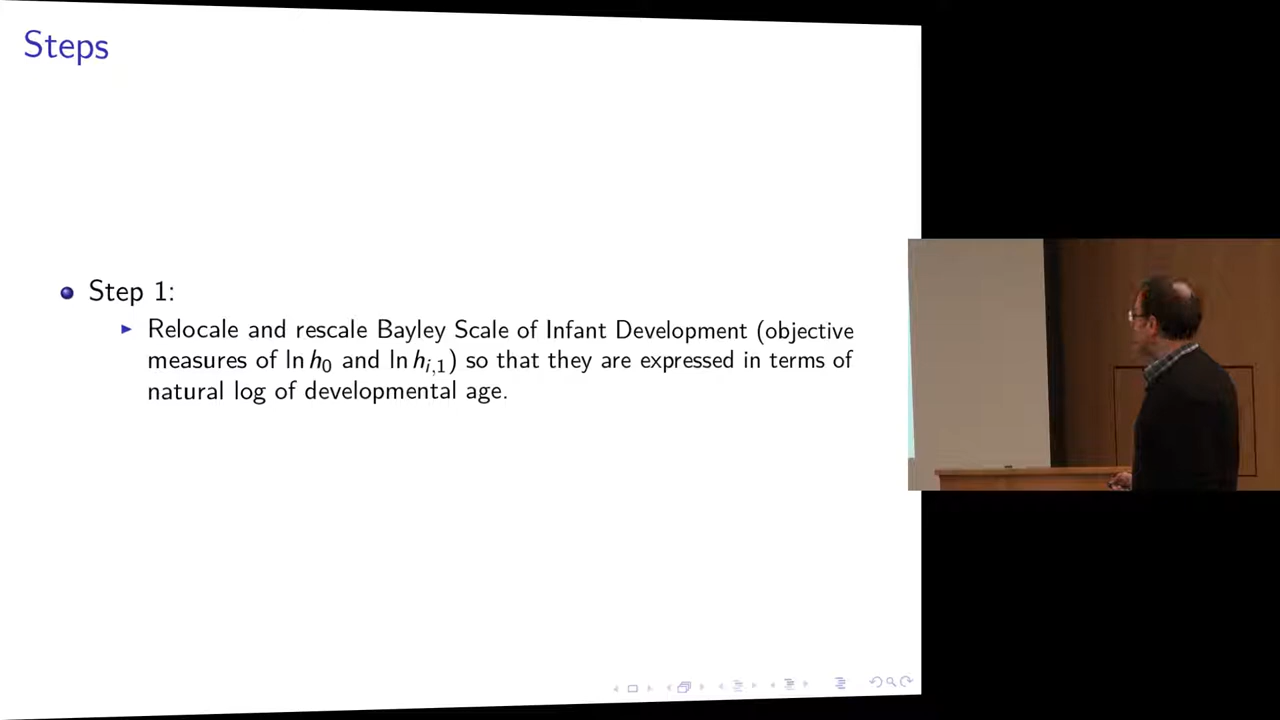 Steps
Step 1:
Relocale and rescale Bayley Scale of Infant Development (objective
measures of ln h₀ and ln hᵢ,₁) so that they are expressed in terms of
natural log of developmental age.